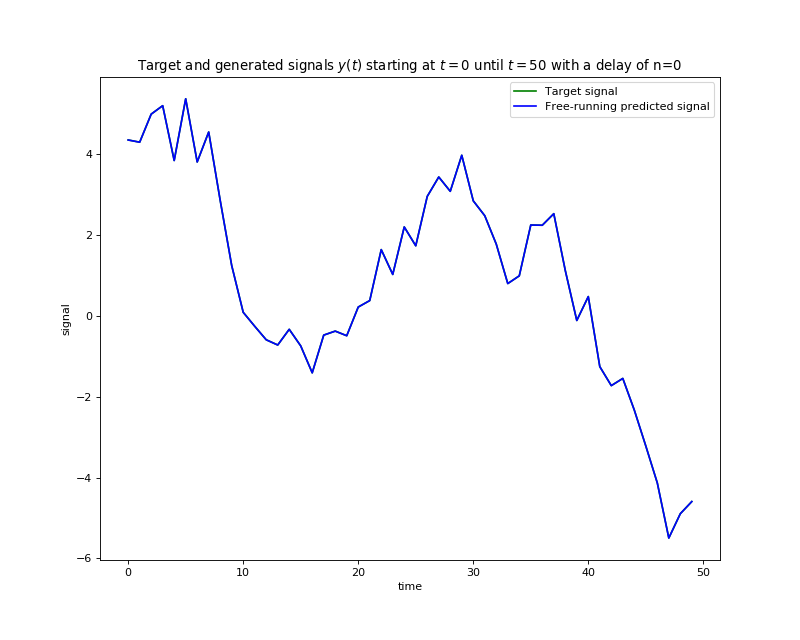 Target and generated signals y(t) starting at t = 0 until t = 50 with a delay of n=0
Target signal
Free-running predicted signal
signal
4
2
0
−2
−4
−6
0 10 20 30 40 50
time